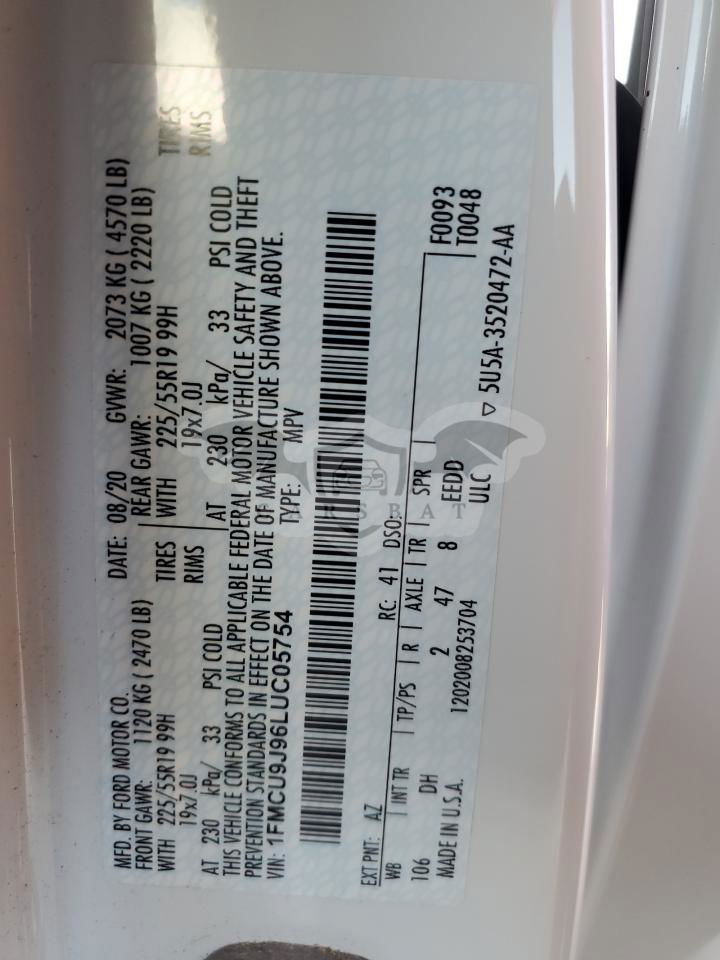 MFD. BY FORD MOTOR CO. DATE: 08/20 GVWR: 2073 KG ( 4570 LB)
FRONT GAWR: 1120 KG ( 2470 LB) REAR GAWR: 1007 KG ( 2220 LB)
WITH 225/55R19 99H TIRES WITH 225/55R19 99H TIRES
19x7.0J RIMS 19x7.0J RIMS
AT 230 kPa/ 33 PSI COLD AT 230 kPa/ 33 PSI COLD
THIS VEHICLE CONFORMS TO ALL APPLICABLE FEDERAL MOTOR VEHICLE SAFETY AND THEFT
PREVENTION STANDARDS IN EFFECT ON THE DATE OF MANUFACTURE SHOWN ABOVE.
VIN: 1FMCU9J96LUC05754 TYPE: MPV
EXT PNT: AZ RC: 41 DSO: F0093
WB INT TR TP/PS R AXLE TR SPR T0048
106 DH 2 47 8 EEDD
MADE IN U.S.A. 1202008253704 ULC ▽ 5U5A-3520472-AA